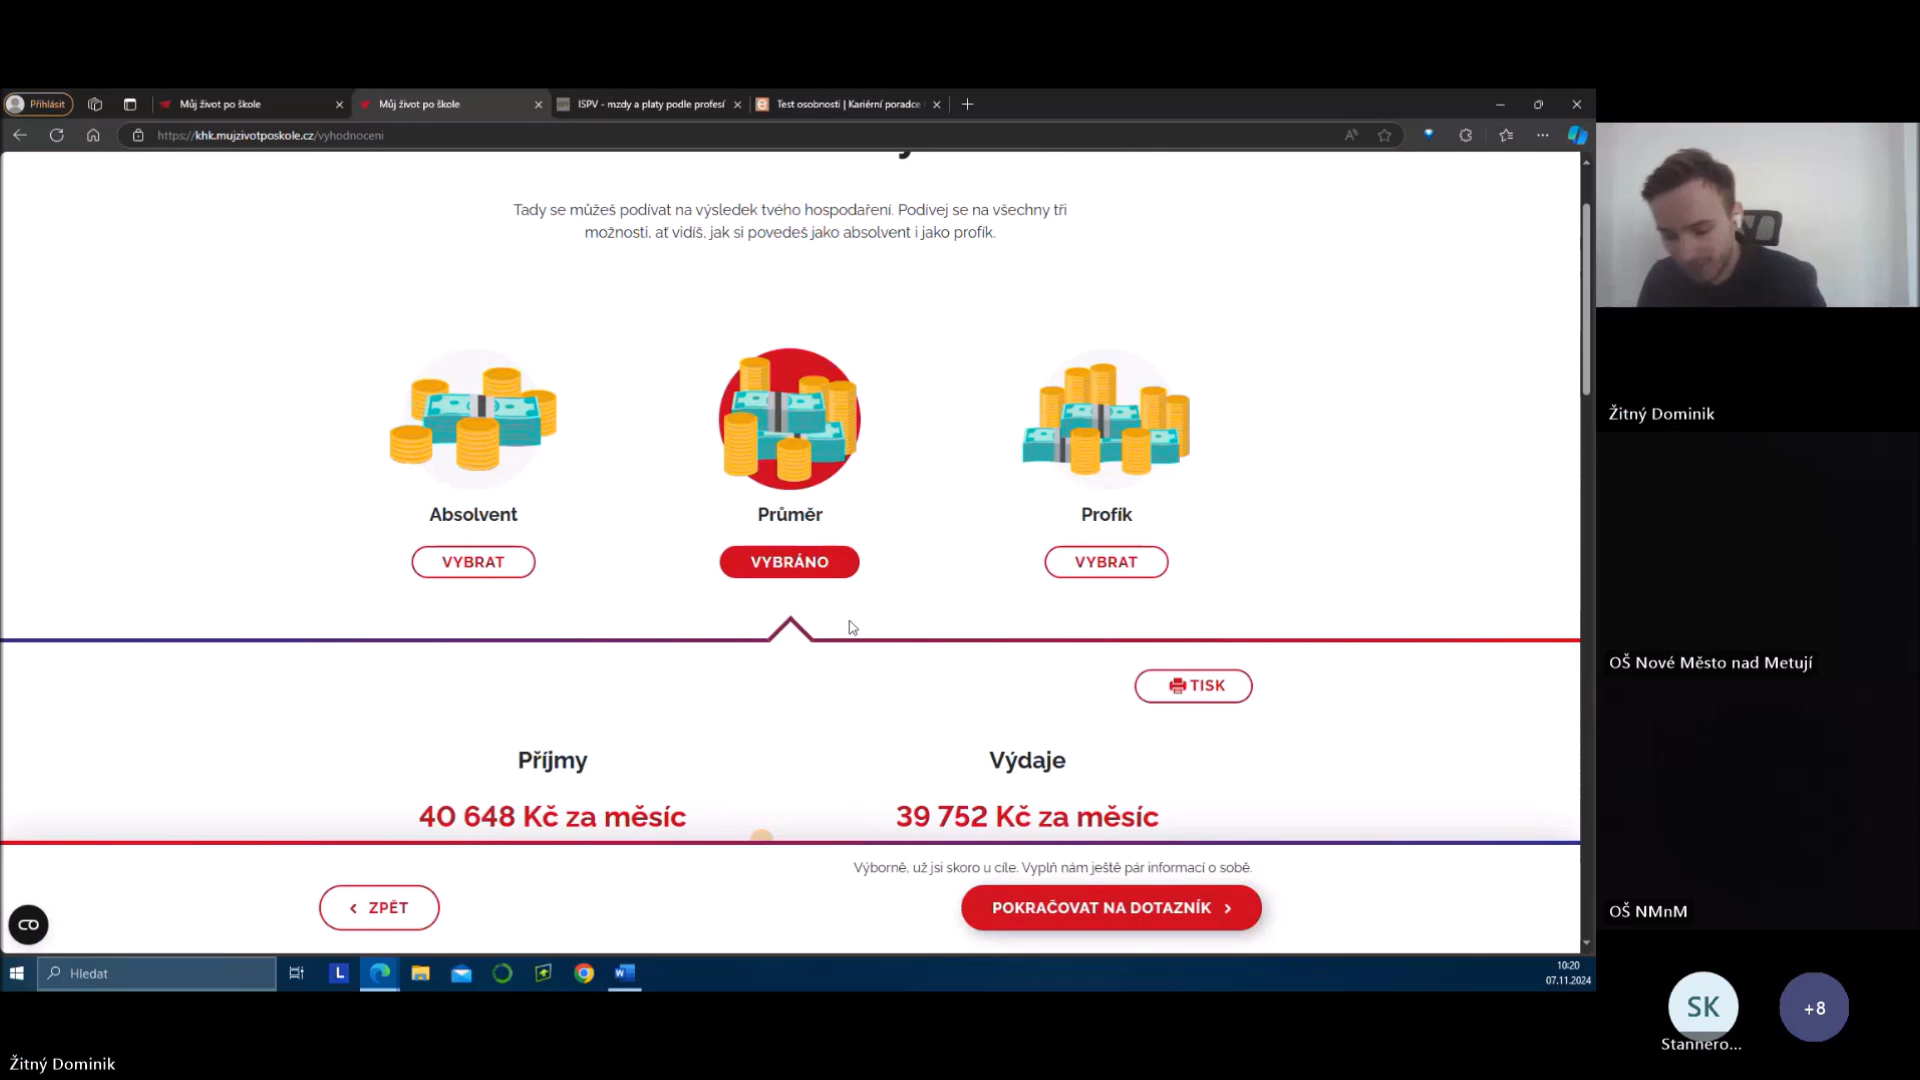 Přihlásit
Můj život po škole
Můj život po škole
ISPV - mzdy a platy podle profesí
Test osobnosti | Kariérní poradce
https://khk.mujzivotposkole.cz/vyhodnoceni
Tady se můžeš podívat na výsledek tvého hospodaření. Podívej se na všechny tři
možnosti, ať vidíš, jak si povedeš jako absolvent i jako profík.
Absolvent
Průměr
Profík
VYBRAT
VYBRÁNO
VYBRAT
TISK
Příjmy
Výdaje
40 648 Kč za měsíc
39 752 Kč za měsíc
Výborně, už jsi skoro u cíle. Vyplň nám ještě pár informací o sobě.
ZPĚT
POKRAČOVAT NA DOTAZNÍK
Hledat
10:20
07.11.2024
Žitný Dominik
OŠ Nové Město nad Metují
OŠ NMnM
SK
+8
Stannero...
Žitný Dominik